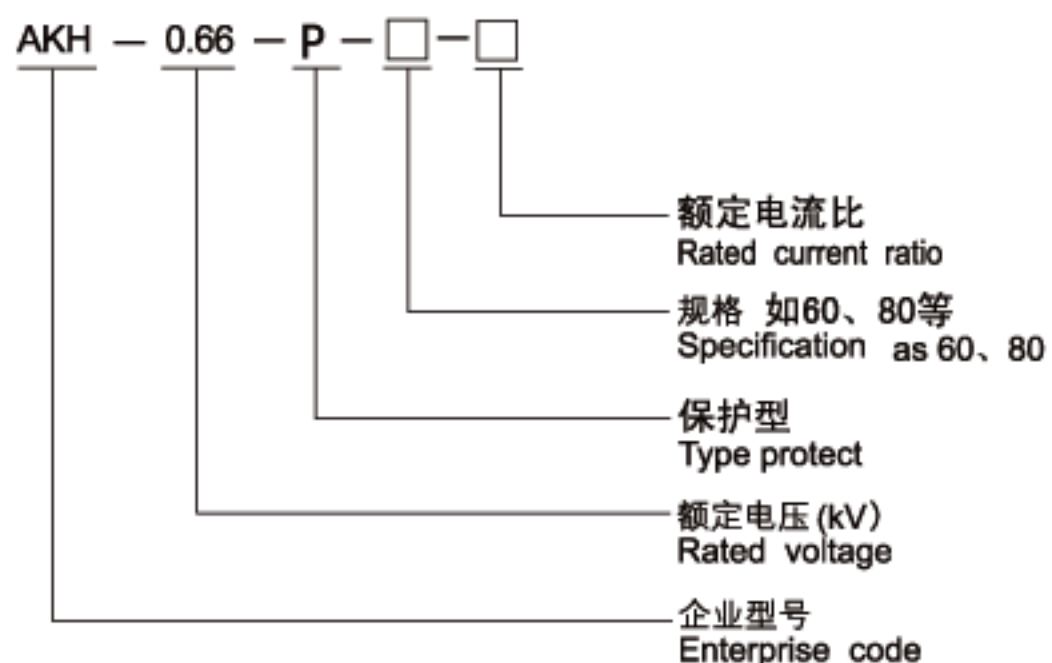 AKH — 0.66 — P — □ — □
额定电流比
Rated current ratio
规格 如60、80等
Specification as 60、80
保护型
Type protect
额定电压(kV)
Rated voltage
企业型号
Enterprise code